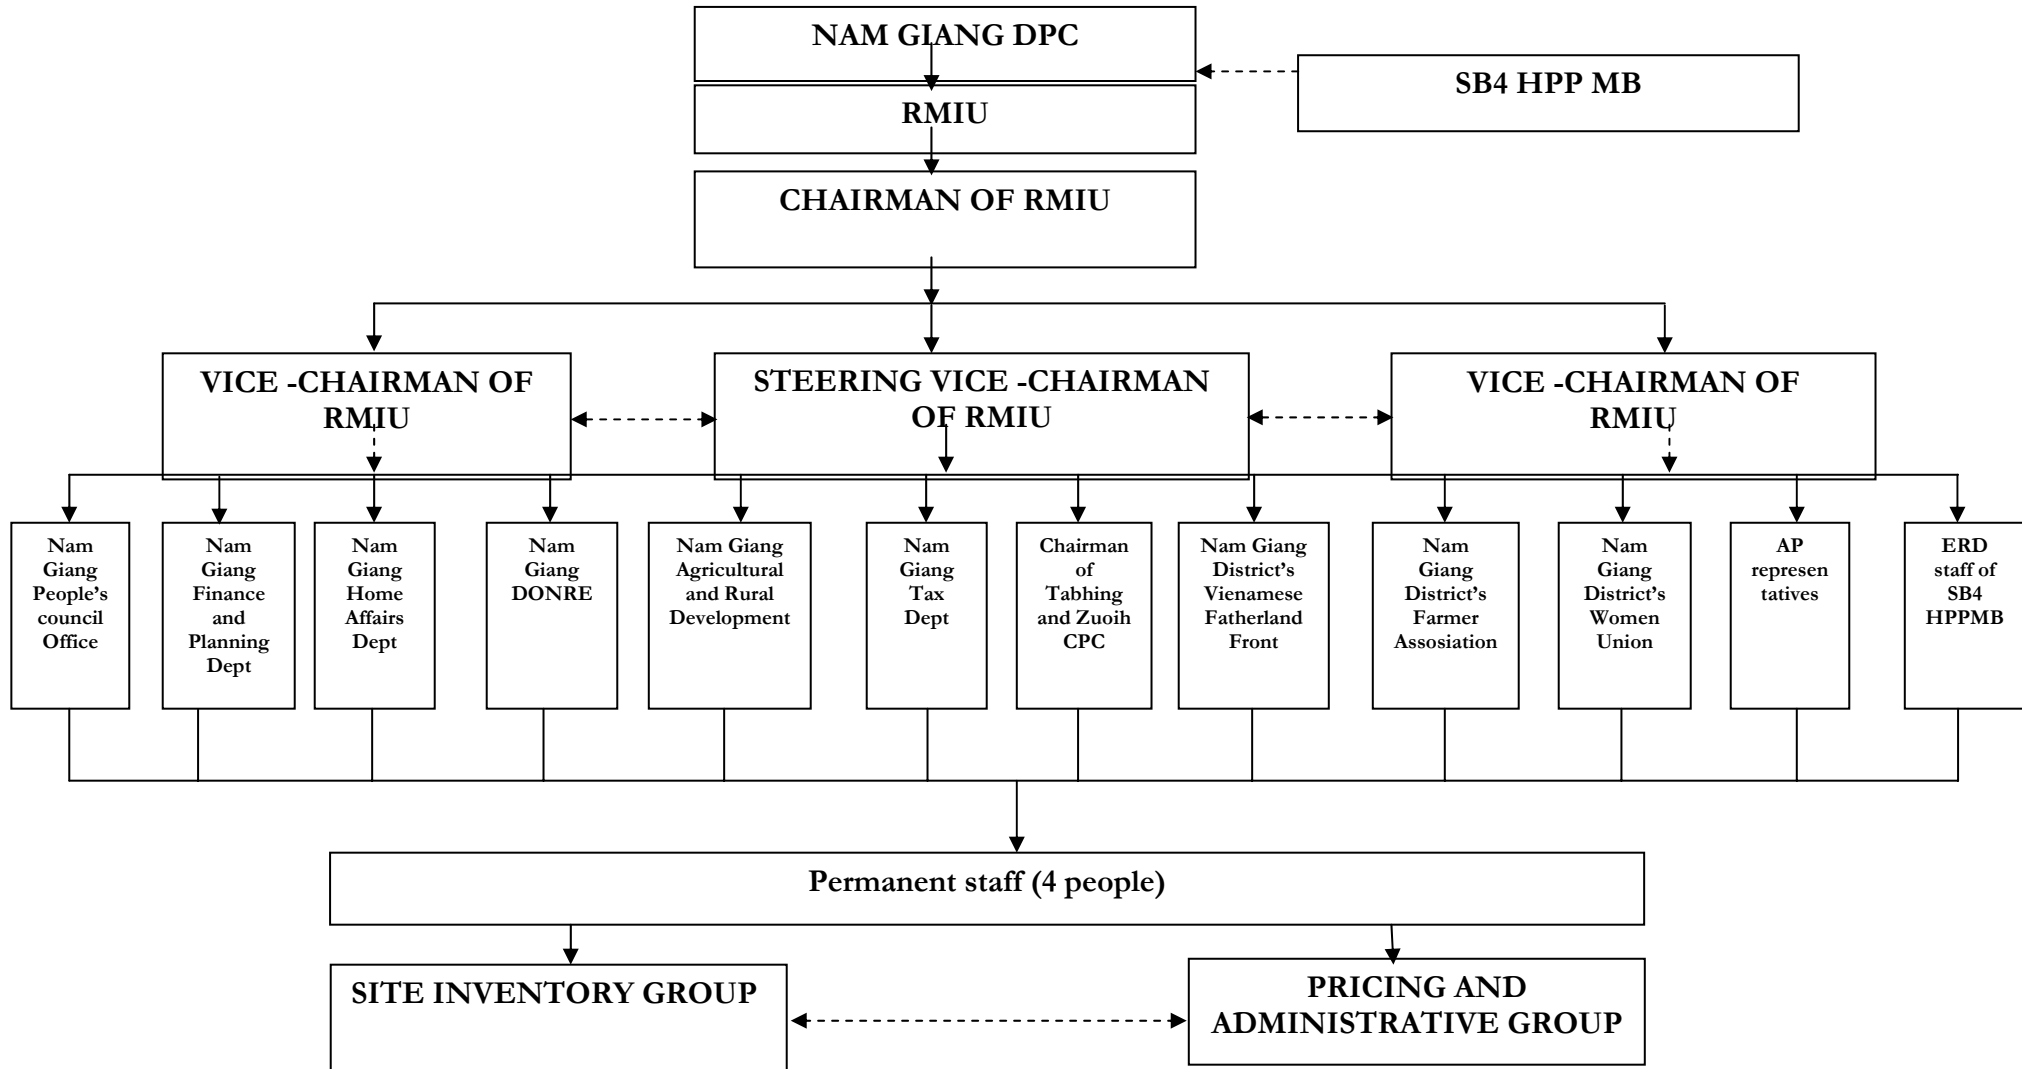 NAM GIANG DPC
SB4 HPP MB
RMIU
CHAIRMAN OF RMIU
VICE -CHAIRMAN OF
RMIU
STEERING VICE -CHAIRMAN
OF RMIU
VICE -CHAIRMAN OF
RMIU
Nam
Giang
People's
council
Office
Nam
Giang
Finance
and
Planning
Dept
Nam
Giang
Home
Affairs
Dept
Nam
Giang
DONRE
Nam Giang
Agricultural
and Rural
Development
Nam
Giang
Tax
Dept
Chairman
of
Tabhing
and Zuoih
CPC
Nam Giang
District's
Vienamese
Fatherland
Front
Nam
Giang
District's
Farmer
Assosiation
Nam
Giang
District's
Women
Union
AP
represen
tatives
ERD
staff of
SB4
HPPMB
Permanent staff (4 people)
SITE INVENTORY GROUP
PRICING AND
ADMINISTRATIVE GROUP